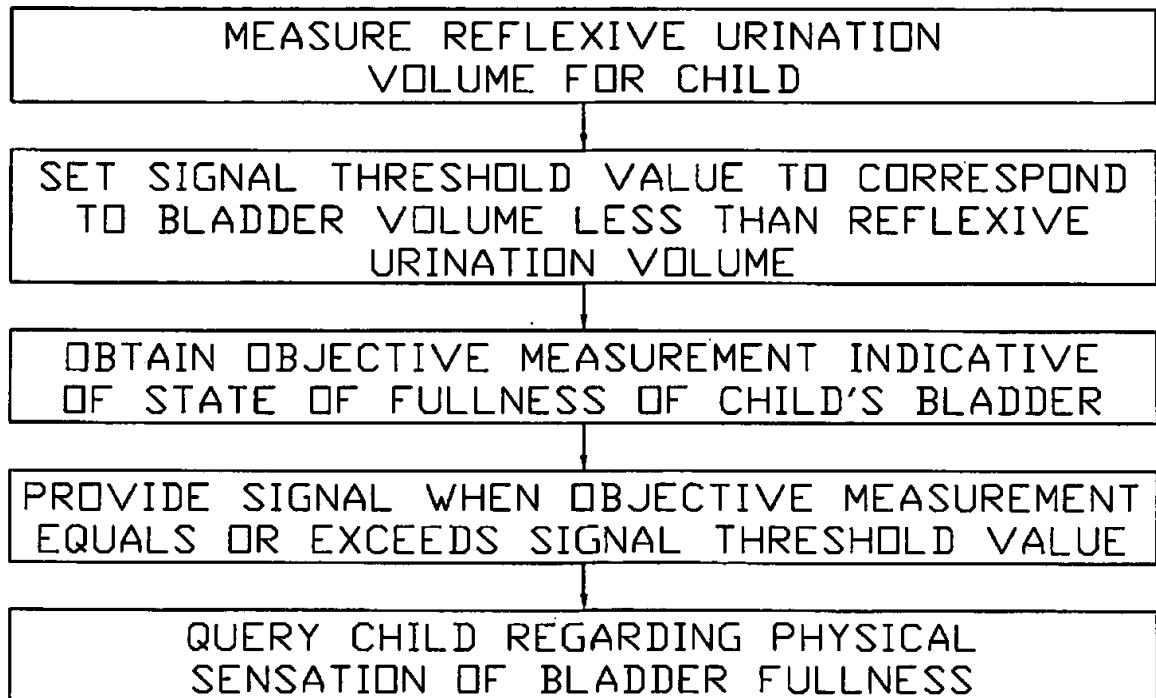 MEASURE REFLEXIVE URINATION
VOLUME FOR CHILD
SET SIGNAL THRESHOLD VALUE TO CORRESPOND
TO BLADDER VOLUME LESS THAN REFLEXIVE
URINATION VOLUME
OBTAIN OBJECTIVE MEASUREMENT INDICATIVE
OF STATE OF FULLNESS OF CHILD'S BLADDER
PROVIDE SIGNAL WHEN OBJECTIVE MEASUREMENT
EQUALS OR EXCEEDS SIGNAL THRESHOLD VALUE
QUERY CHILD REGARDING PHYSICAL
SENSATION OF BLADDER FULLNESS